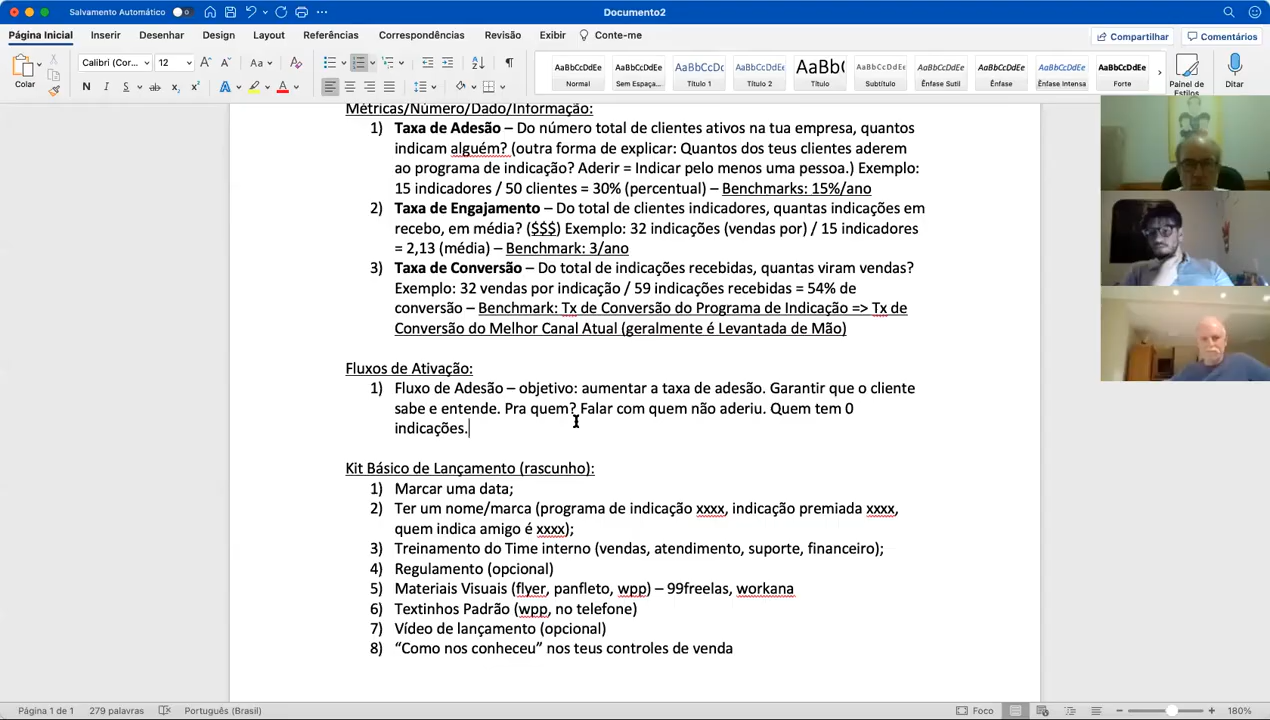 Salvamento Automático
Documento2
Página Inicial Inserir Desenhar Design Layout Referências Correspondências Revisão Exibir Conte-me
Compartilhar Comentários
Colar
Calibri (Cor... 12
AaBbCcDdEe AaBbCcDdEe AaBbCcDc AaBbCcDdEe AaBb( AaBbCcDdEe AaBbCcDdEe AaBbCcDdEe AaBbCcDdEe AaBbCcDdEe
Normal Sem Espaça... Título 1 Título 2 Título Subtítulo Ênfase Sutil Ênfase Ênfase Intensa Forte
Painel de Estilos
Ditar
Métricas/Número/Dado/Informação:
1) Taxa de Adesão – Do número total de clientes ativos na tua empresa, quantos
indicam alguém? (outra forma de explicar: Quantos dos teus clientes aderem
ao programa de indicação? Aderir = Indicar pelo menos uma pessoa.) Exemplo:
15 indicadores / 50 clientes = 30% (percentual) – Benchmarks: 15%/ano
2) Taxa de Engajamento – Do total de clientes indicadores, quantas indicações em
recebo, em média? ($$$) Exemplo: 32 indicações (vendas por) / 15 indicadores
= 2,13 (média) – Benchmark: 3/ano
3) Taxa de Conversão – Do total de indicações recebidas, quantas viram vendas?
Exemplo: 32 vendas por indicação / 59 indicações recebidas = 54% de
conversão – Benchmark: Tx de Conversão do Programa de Indicação => Tx de
Conversão do Melhor Canal Atual (geralmente é Levantada de Mão)
Fluxos de Ativação:
1) Fluxo de Adesão – objetivo: aumentar a taxa de adesão. Garantir que o cliente
sabe e entende. Pra quem? Falar com quem não aderiu. Quem tem 0
indicações.
Kit Básico de Lançamento (rascunho):
1) Marcar uma data;
2) Ter um nome/marca (programa de indicação xxxx, indicação premiada xxxx,
quem indica amigo é xxxx);
3) Treinamento do Time interno (vendas, atendimento, suporte, financeiro);
4) Regulamento (opcional)
5) Materiais Visuais (flyer, panfleto, wpp) – 99freelas, workana
6) Textinhos Padrão (wpp, no telefone)
7) Vídeo de lançamento (opcional)
8) “Como nos conheceu” nos teus controles de venda
Página 1 de 1 279 palavras Português (Brasil) Foco 180%